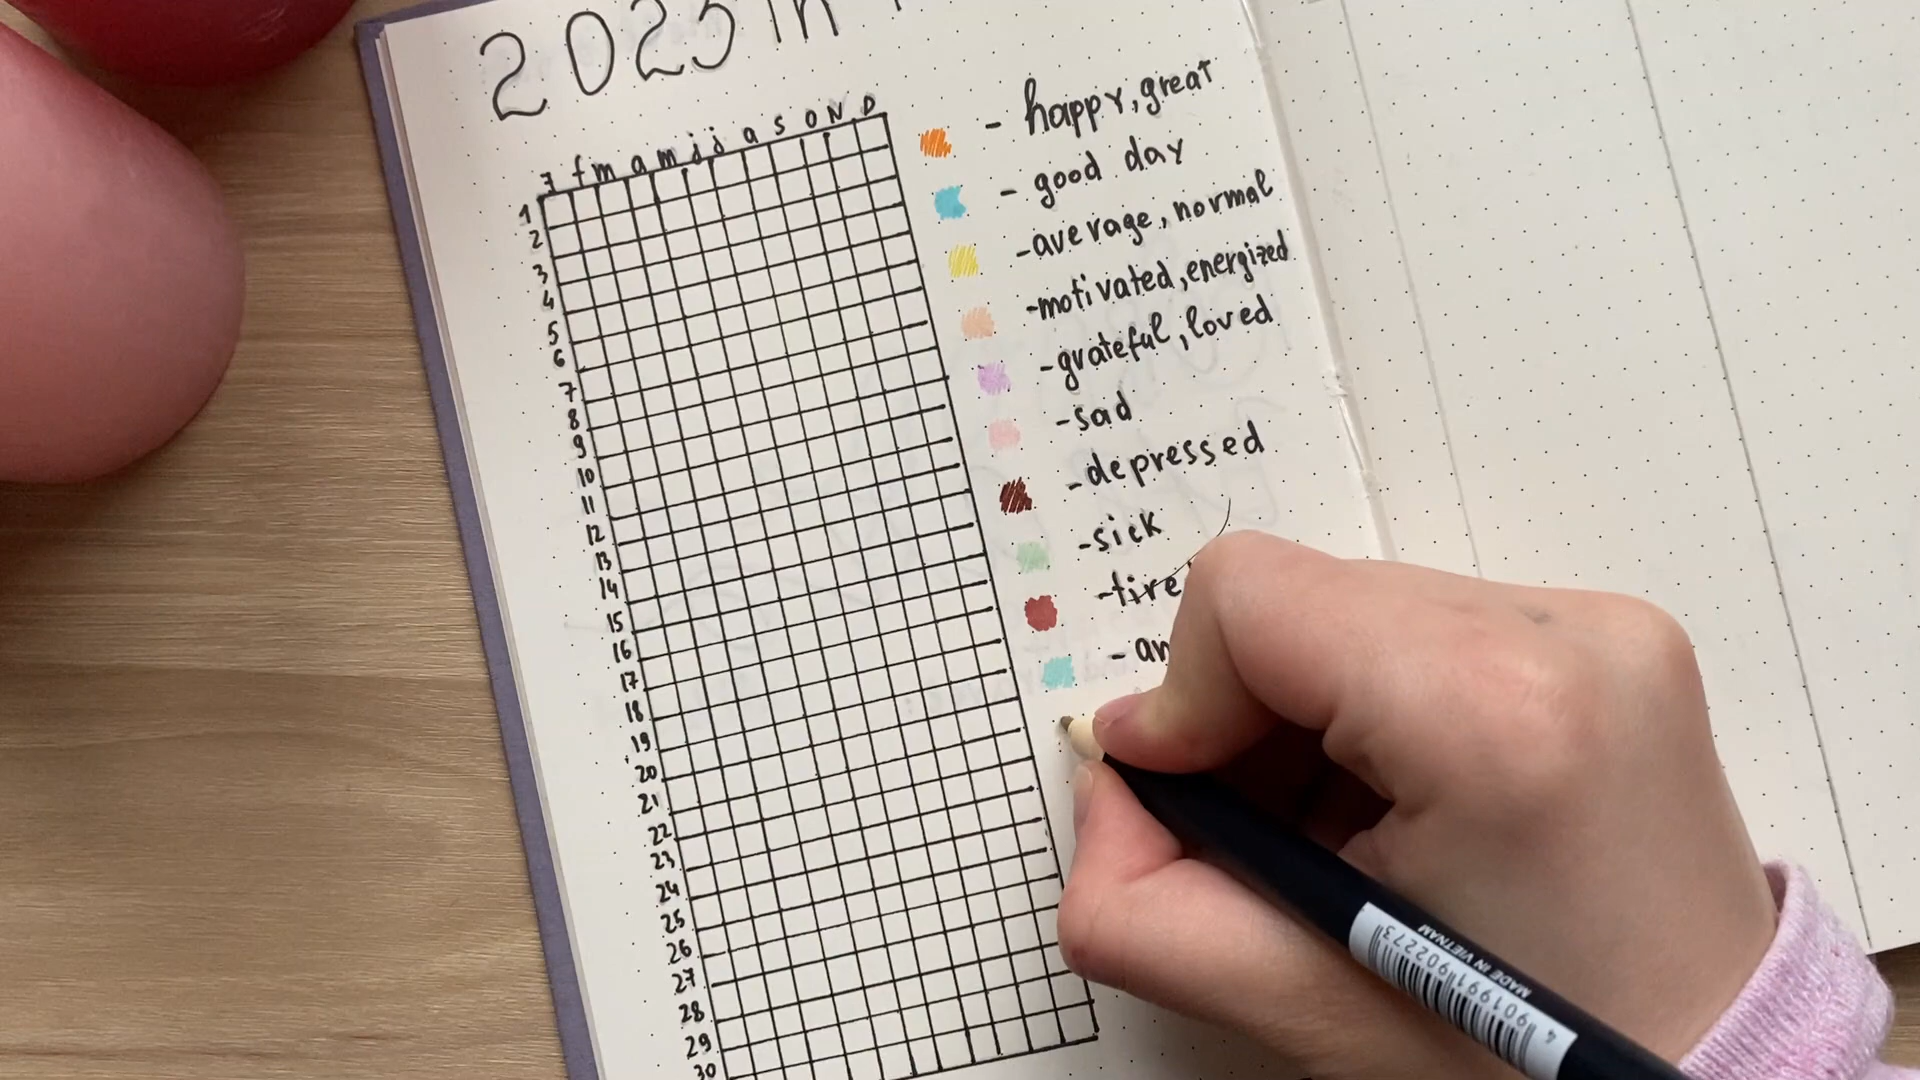 2023 in
J f m a m j j a s o N D
1
2
3
4
5
6
7
8
9
10
11
12
13
14
15
16
17
18
19
20
21
22
23
24
25
26
27
28
29
30
- happy, great
- good day
- average, normal
- motivated, energized
- grateful, loved
- sad
- depressed
- sick
- tire
- an
MADE IN VIETNAM
4 901991 902273